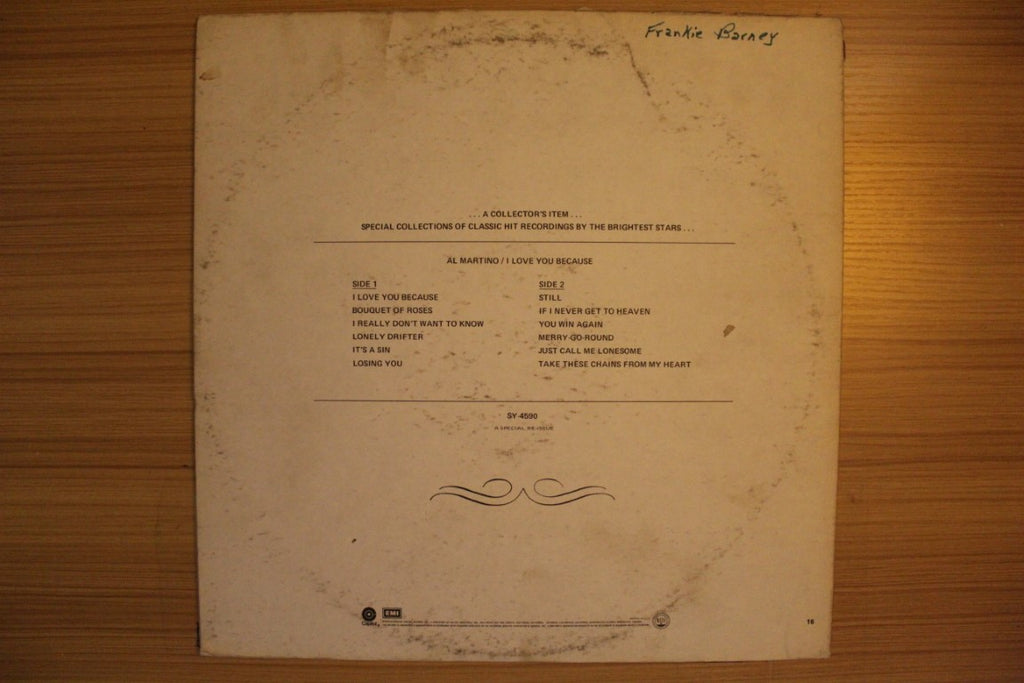 Frankie Barney
... A COLLECTOR'S ITEM ...
SPECIAL COLLECTIONS OF CLASSIC HIT RECORDINGS BY THE BRIGHTEST STARS ...
AL MARTINO / I LOVE YOU BECAUSE
SIDE 1
I LOVE YOU BECAUSE
BOUQUET OF ROSES
I REALLY DON'T WANT TO KNOW
LONELY DRIFTER
IT'S A SIN
LOSING YOU
SIDE 2
STILL
IF I NEVER GET TO HEAVEN
YOU WIN AGAIN
MERRY-GO-ROUND
JUST CALL ME LONESOME
TAKE THESE CHAINS FROM MY HEART
SY-4590
A SPECIAL RE-ISSUE
Capitol
EMI
16